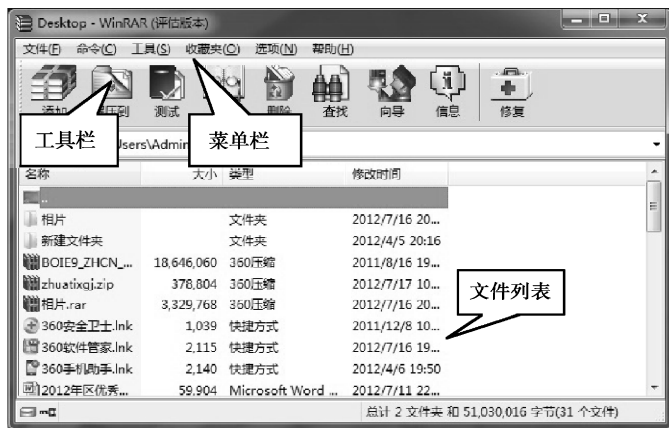 Desktop - WinRAR (评估版本)
文件(F) 命令(C) 工具(S) 收藏夹(O) 选项(N) 帮助(H)
添加 测试 删除 查找 向导 信息 修复
工具栏
菜单栏
名称 大小 类型 修改时间
..
相片 文件夹 2012/7/16 20...
新建文件夹 文件夹 2012/4/5 20:16
BOIE9_ZHCN_... 18,646,060 360压缩 2011/8/16 19...
zhuatixgj.zip 378,804 360压缩 2012/7/17 10...
相片.rar 3,329,768 360压缩 2012/7/16 20...
文件列表
360安全卫士.lnk 1,039 快捷方式 2011/12/8 10...
360软件管家.lnk 2,115 快捷方式 2012/7/16 19...
360手机助手.lnk 2,140 快捷方式 2012/4/6 19:50
2012年区优秀... 59,904 Microsoft Word ... 2012/7/11 22...
总计 2 文件夹 和 51,030,016 字节(31 个文件)